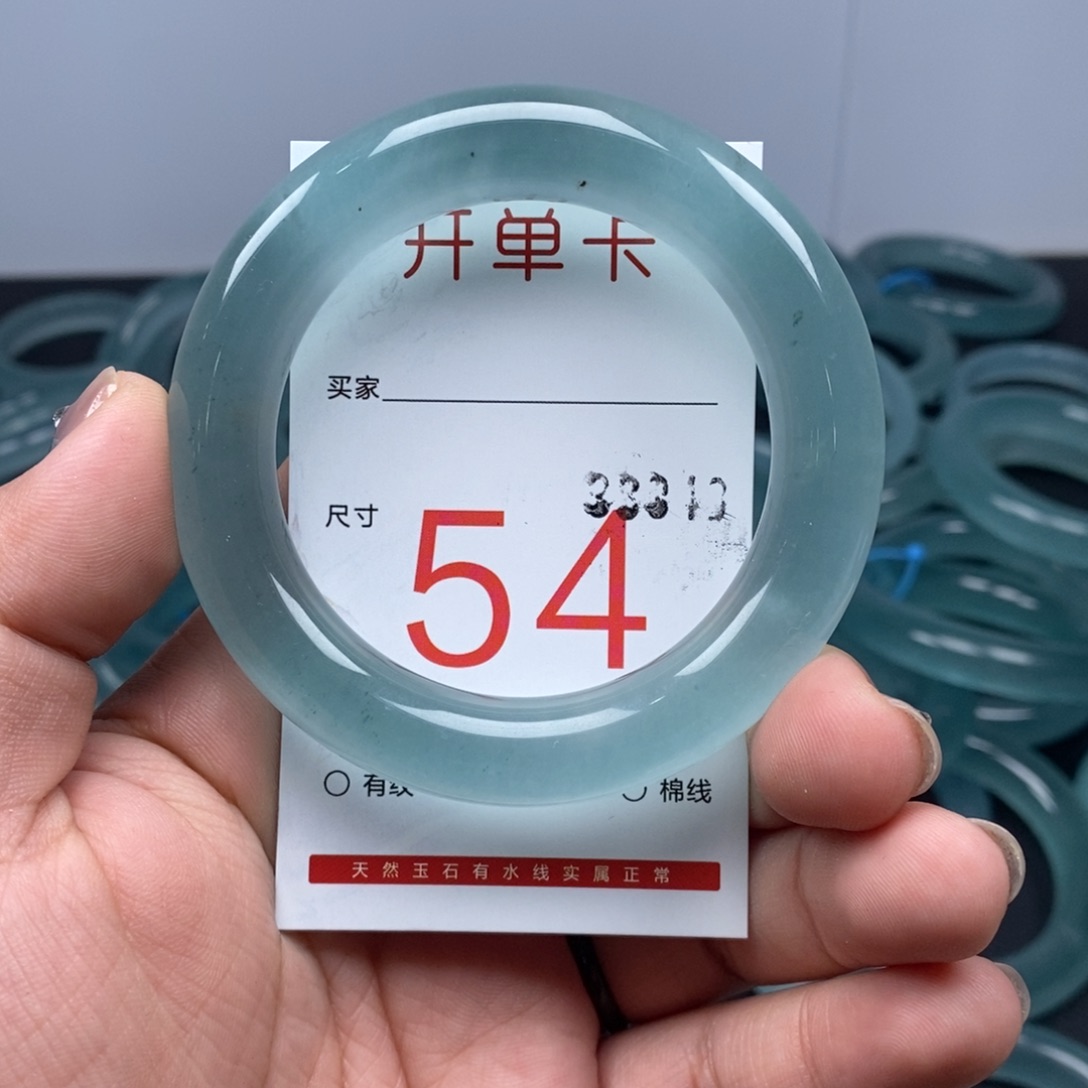 开单卡
买家
尺寸
54
有纹 棉线
天然玉石有水线实属正常